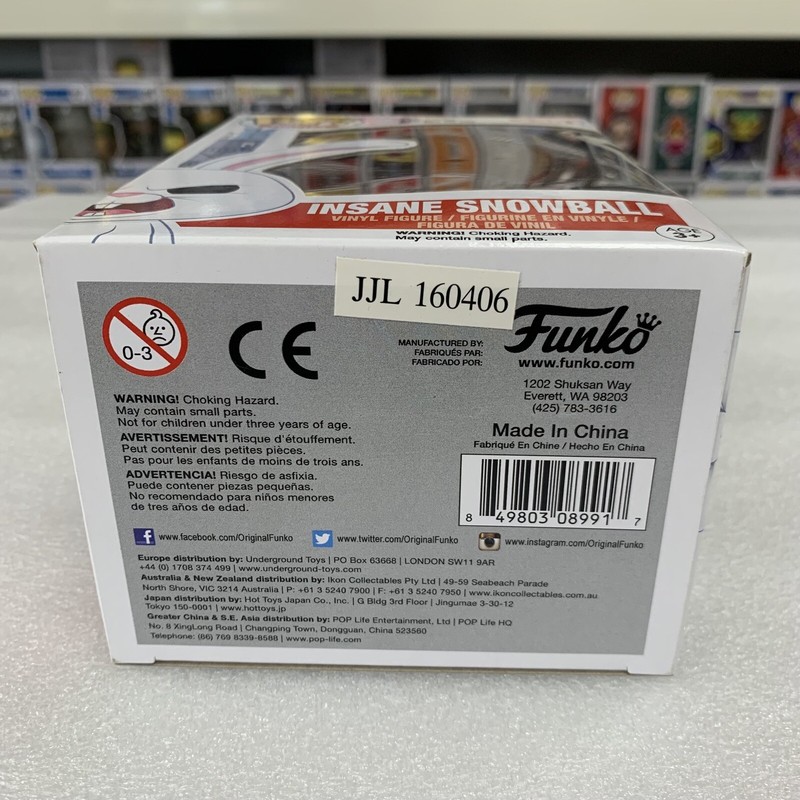 INSANE SNOWBALL
VINYL FIGURE / FIGURINE EN VINYLE /
FIGURA DE VINIL
WARNING! Choking Hazard.
May contain small parts.
AGE
3+
JJL 160406
0-3
CE
MANUFACTURED BY:
FABRIQUÉS PAR:
FABRICADO POR:
Funko
www.funko.com
1202 Shuksan Way
Everett, WA 98203
(425) 783-3616
Made In China
Fabriqué En Chine / Hecho En China
WARNING! Choking Hazard.
May contain small parts.
Not for children under three years of age.
AVERTISSEMENT! Risque d'étouffement.
Peut contenir des petites pièces.
Pas pour les enfants de moins de trois ans.
ADVERTENCIA! Riesgo de asfixia.
Puede contener piezas pequeñas.
No recomendado para niños menores
de tres años de edad.
8 49803 08991 7
www.facebook.com/OriginalFunko
www.twitter.com/OriginalFunko
www.instagram.com/OriginalFunko
Europe distribution by: Underground Toys | PO Box 63668 | LONDON SW11 9AR
+44 (0) 1708 374 499 | www.underground-toys.com
Australia & New Zealand distribution by: Ikon Collectables Pty Ltd | 49-59 Seabeach Parade
North Shore, VIC 3214 Australia | P: +61 3 5240 7900 | F: +61 3 5240 7950 | www.ikoncollectables.com.au
Japan distribution by: Hot Toys Japan Co., Inc. | G Bldg 3rd Floor | Jingumae 3-30-12
Tokyo 150-0001 | www.hottoys.jp
Greater China & S.E. Asia distribution by: POP Life Entertainment, Ltd | POP Life HQ
No. 8 XingLong Road | Changping Town, Dongguan, China 523560
Telephone: (86) 769 8339-8588 | www.pop-life.com